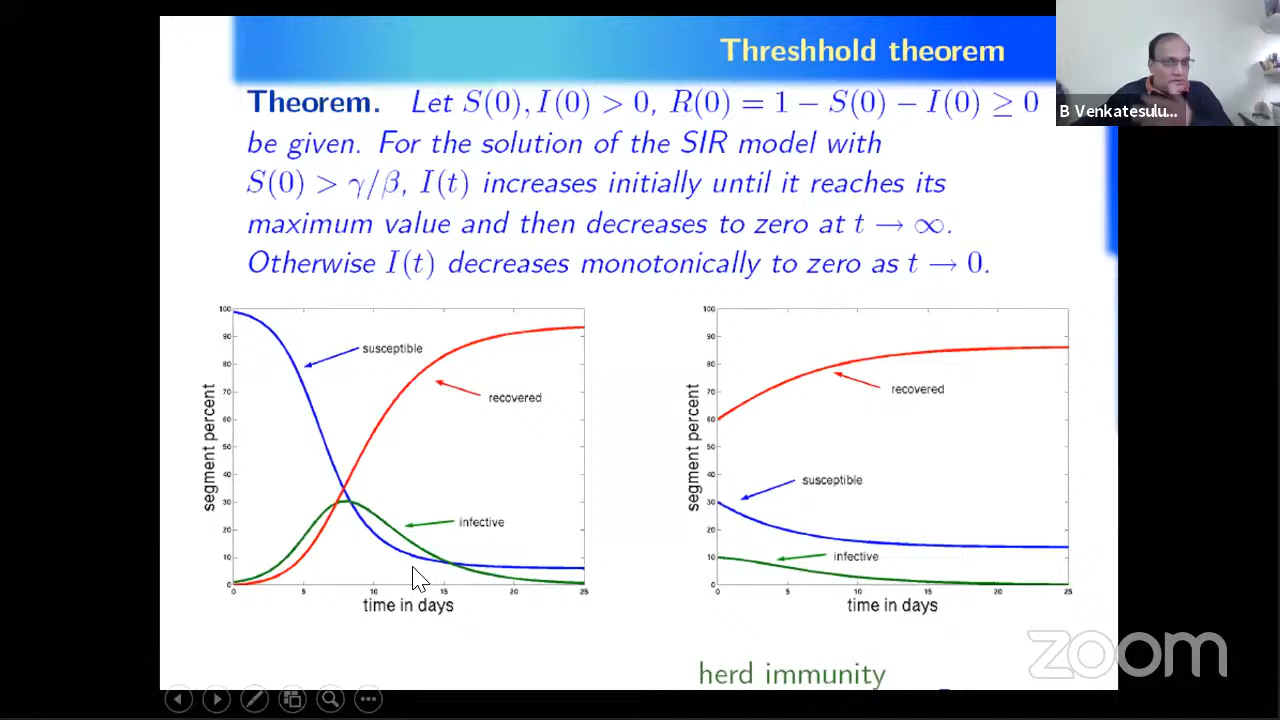 Threshhold theorem
Theorem. Let S(0), I(0) > 0, R(0) = 1 − S(0) − I(0) ≥ 0
be given. For the solution of the SIR model with
S(0) > γ/β, I(t) increases initially until it reaches its
maximum value and then decreases to zero at t → ∞.
Otherwise I(t) decreases monotonically to zero as t → 0.
B Venkatesulu...
100
90
80
70
60
50
40
30
20
10
0
segment percent
susceptible
recovered
infective
0 5 10 15 20 25
time in days
100
90
80
70
60
50
40
30
20
10
0
segment percent
recovered
susceptible
infective
0 5 10 15 20 25
time in days
herd immunity
zoom